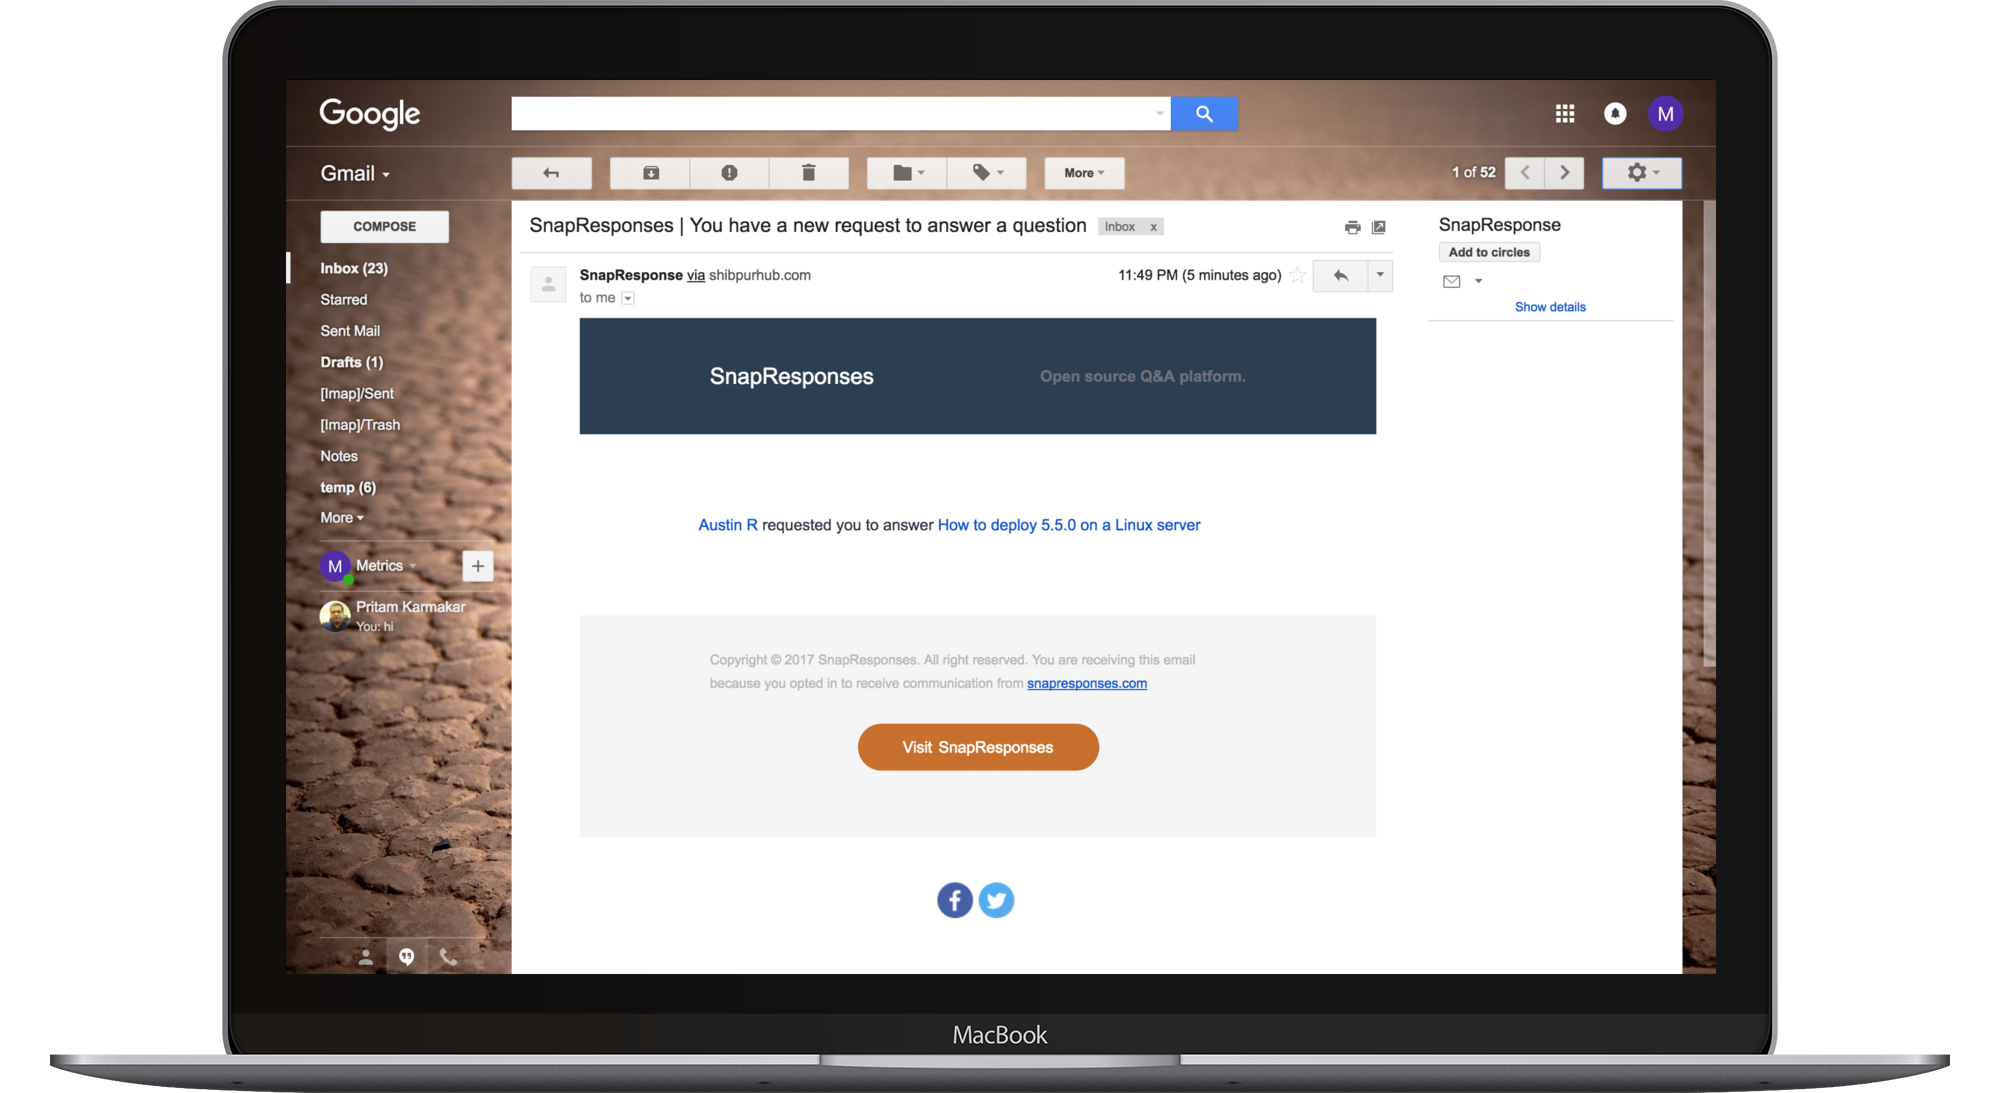 Google
M
Gmail
More
1 of 52
COMPOSE
Inbox (23)
Starred
Sent Mail
Drafts (1)
[Imap]/Sent
[Imap]/Trash
Notes
temp (6)
More
M Metrics +
Pritam Karmakar
You: hi
SnapResponses | You have a new request to answer a question Inbox x
SnapResponse via shibpurhub.com 11:49 PM (5 minutes ago)
to me
SnapResponses Open source Q&A platform.
Austin R requested you to answer How to deploy 5.5.0 on a Linux server
Copyright © 2017 SnapResponses. All right reserved. You are receiving this email
because you opted in to receive communication from snapresponses.com
Visit SnapResponses
SnapResponse
Add to circles
Show details
MacBook